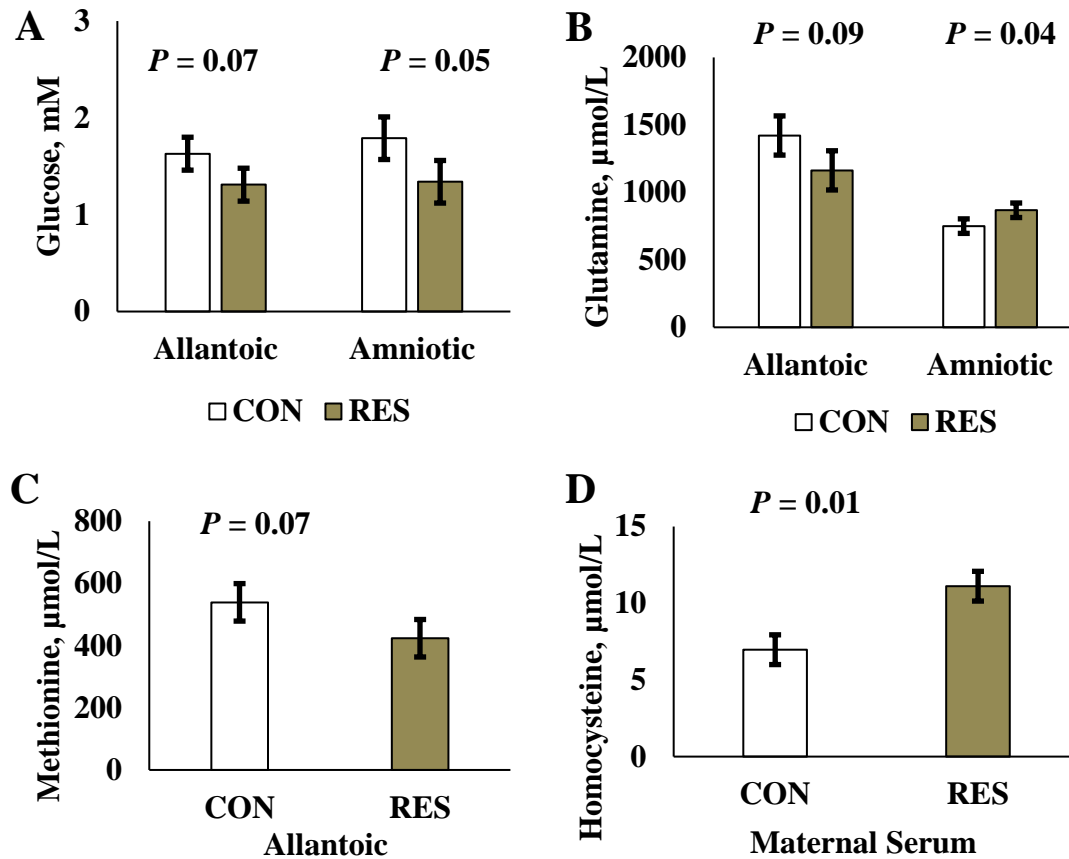 A
Glucose, mM
3
2
1
0
P = 0.07
P = 0.05
Allantoic
Amniotic
CON
RES
B
Glutamine, µmol/L
2000
1500
1000
500
0
P = 0.09
P = 0.04
Allantoic
Amniotic
CON
RES
C
Methionine, µmol/L
800
600
400
200
0
P = 0.07
CON
RES
Allantoic
D
Homocysteine, µmol/L
15
10
5
0
P = 0.01
CON
RES
Maternal Serum